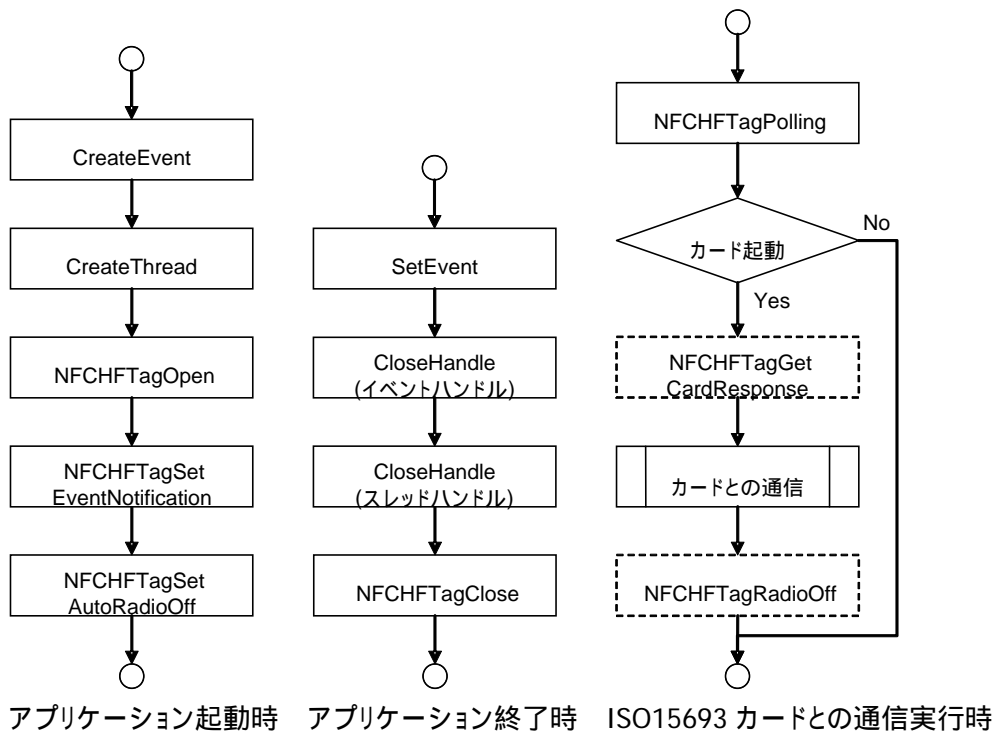 CreateEvent
CreateThread
NFCHFTagOpen
NFCHFTagSet
EventNotification
NFCHFTagSet
AutoRadioOff
アプリケーション起動時
SetEvent
CloseHandle
(イベントハンドル)
CloseHandle
(スレッドハンドル)
NFCHFTagClose
アプリケーション終了時
NFCHFTagPolling
カード起動
No
Yes
NFCHFTagGet
CardResponse
カードとの通信
NFCHFTagRadioOff
ISO15693 カードとの通信実行時